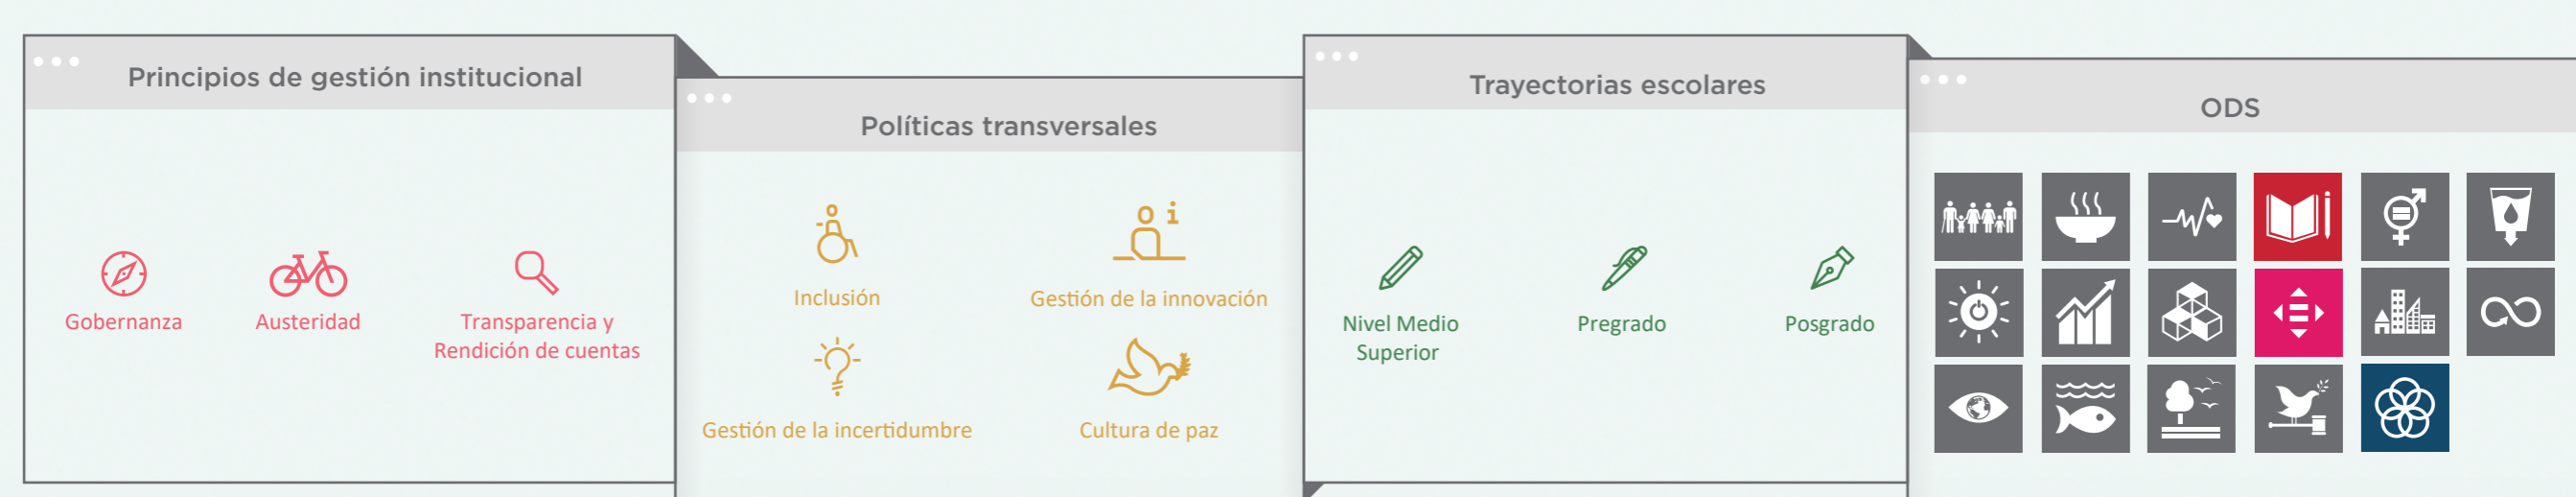 Principios de gestión institucional
Gobernanza
Austeridad
Transparencia y
Rendición de cuentas
Políticas transversales
Inclusión
Gestión de la innovación
Gestión de la incertidumbre
Cultura de paz
Trayectorias escolares
Nivel Medio
Superior
Pregrado
Posgrado
ODS